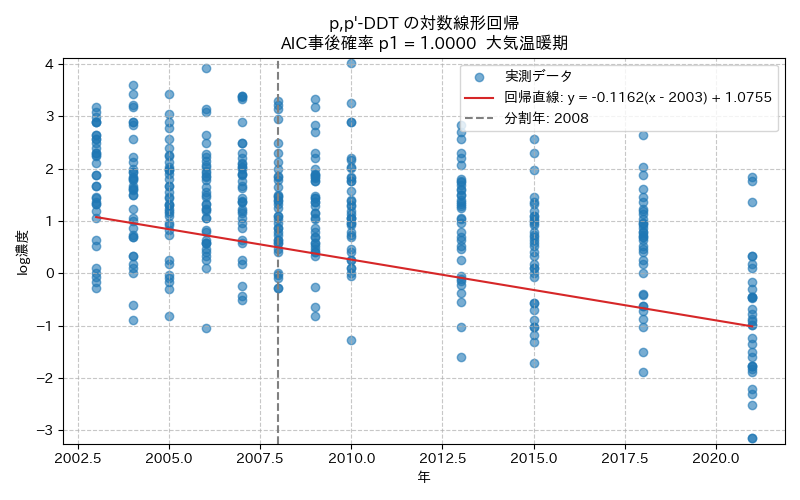 p,p'-DDT の対数線形回帰
AIC事後確率 p1 = 1.0000  大気温暖期
実測データ
回帰直線: y = -0.1162(x - 2003) + 1.0755
分割年: 2008
log濃度
4
3
2
1
0
−1
−2
−3
2002.5 2005.0 2007.5 2010.0 2012.5 2015.0 2017.5 2020.0
年